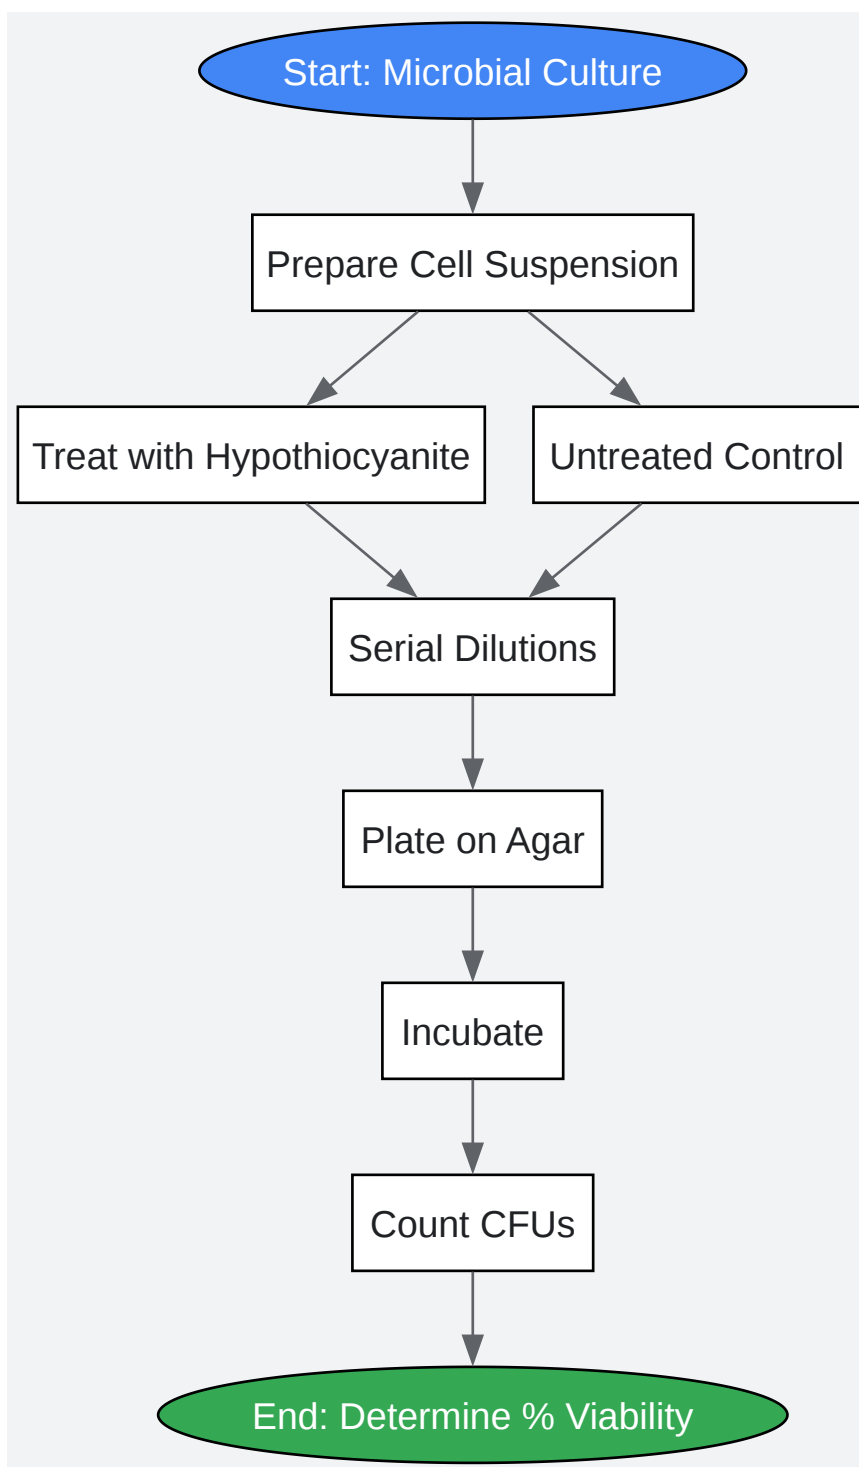 Start: Microbial Culture
Prepare Cell Suspension
Treat with Hypothiocyanite
Untreated Control
Serial Dilutions
Plate on Agar
Incubate
Count CFUs
End: Determine % Viability